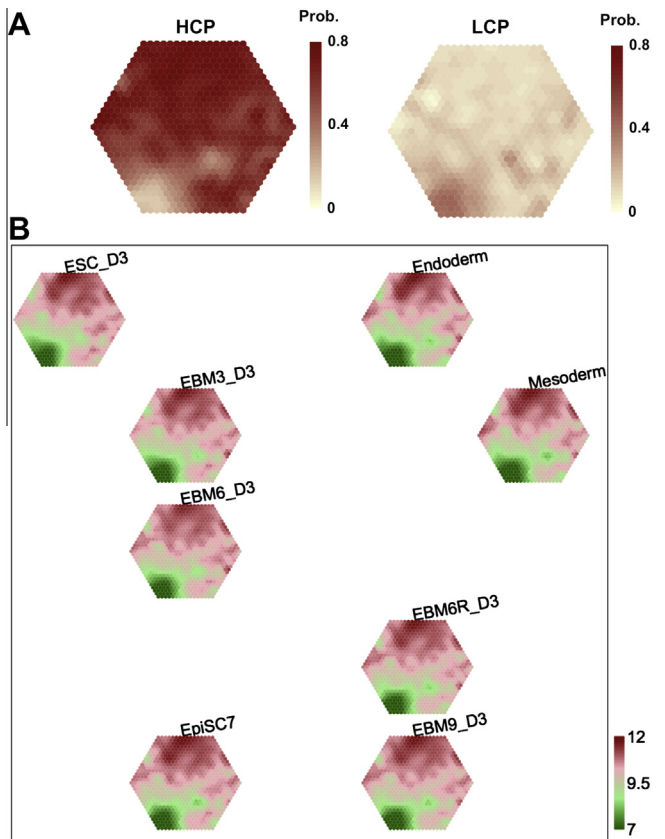 A
HCP
Prob.
0.8
0.4
0
LCP
Prob.
0.8
0.4
0
B
ESC_D3
Endoderm
EBM3_D3
Mesoderm
EBM6_D3
EBM6R_D3
EpiSC7
EBM9_D3
12
9.5
7